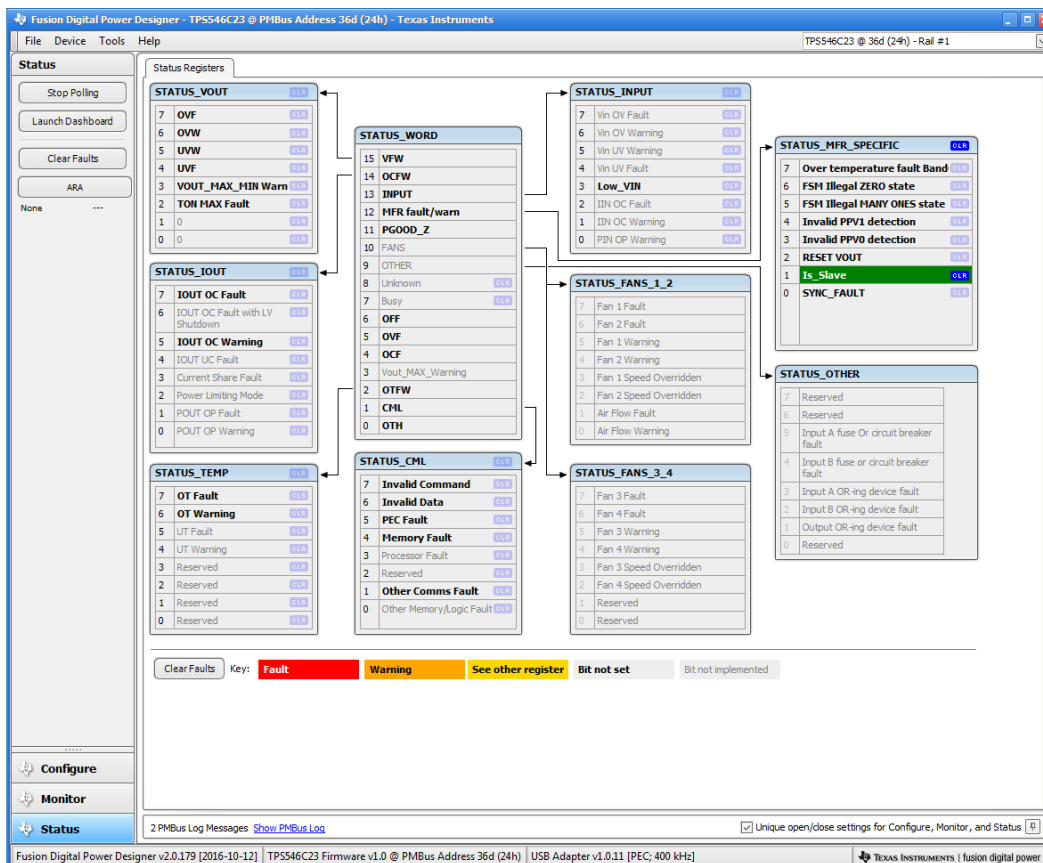 Fusion Digital Power Designer - TPS546C23 @ PMBus Address 36d (24h) - Texas Instruments
File Device Tools Help
TPS546C23 @ 36d (24h) - Rail #1
Status
Stop Polling
Launch Dashboard
Clear Faults
ARA
None ---
Status Registers
STATUS_VOUT CLR
7 OVF CLR
6 OVW CLR
5 UVW CLR
4 UVF CLR
3 VOUT_MAX_MIN Warn CLR
2 TON MAX Fault CLR
1 0 CLR
0 0 CLR
STATUS_IOUT CLR
7 IOUT OC Fault CLR
6 IOUT OC Fault with LV CLR
Shutdown
5 IOUT OC Warning CLR
4 IOUT UC Fault CLR
3 Current Share Fault CLR
2 Power Limiting Mode CLR
1 POUT OP Fault CLR
0 POUT OP Warning CLR
STATUS_TEMP CLR
7 OT Fault CLR
6 OT Warning CLR
5 UT Fault CLR
4 UT Warning CLR
3 Reserved CLR
2 Reserved CLR
1 Reserved CLR
0 Reserved CLR
STATUS_WORD
15 VFW
14 OCFW
13 INPUT
12 MFR fault/warn
11 PGOOD_Z
10 FANS
9 OTHER
8 Unknown CLR
7 Busy CLR
6 OFF
5 OVF
4 OCF
3 Vout_MAX_Warning
2 OTFW
1 CML
0 OTH
STATUS_CML CLR
7 Invalid Command CLR
6 Invalid Data CLR
5 PEC Fault CLR
4 Memory Fault CLR
3 Processor Fault CLR
2 Reserved CLR
1 Other Comms Fault CLR
0 Other Memory/Logic Fault CLR
STATUS_INPUT CLR
7 Vin OV Fault CLR
6 Vin OV Warning CLR
5 Vin UV Warning CLR
4 Vin UV Fault CLR
3 Low_VIN CLR
2 IIN OC Fault CLR
1 IIN OC Warning CLR
0 PIN OP Warning CLR
STATUS_FANS_1_2
7 Fan 1 Fault
6 Fan 2 Fault
5 Fan 1 Warning
4 Fan 2 Warning
3 Fan 1 Speed Overridden
2 Fan 2 Speed Overridden
1 Air Flow Fault
0 Air Flow Warning
STATUS_FANS_3_4
7 Fan 3 Fault
6 Fan 4 Fault
5 Fan 3 Warning
4 Fan 4 Warning
3 Fan 3 Speed Overridden
2 Fan 4 Speed Overridden
1 Reserved
0 Reserved
STATUS_MFR_SPECIFIC CLR
7 Over temperature fault Band CLR
6 FSM Illegal ZERO state CLR
5 FSM Illegal MANY ONES state CLR
4 Invalid PPV1 detection CLR
3 Invalid PPV0 detection CLR
2 RESET VOUT CLR
1 Is_Slave CLR
0 SYNC_FAULT CLR
STATUS_OTHER
7 Reserved
6 Reserved
5 Input A fuse Or circuit breaker
fault
4 Input B fuse or circuit breaker
fault
3 Input A OR-ing device fault
2 Input B OR-ing device fault
1 Output OR-ing device fault
0 Reserved
Clear Faults Key: Fault Warning See other register Bit not set Bit not implemented
Configure
Monitor
Status
2 PMBus Log Messages Show PMBus Log
Unique open/close settings for Configure, Monitor, and Status
Fusion Digital Power Designer v2.0.179 [2016-10-12] TPS546C23 Firmware v1.0 @ PMBus Address 36d (24h) USB Adapter v1.0.11 [PEC; 400 kHz] TEXAS INSTRUMENTS | fusion digital power